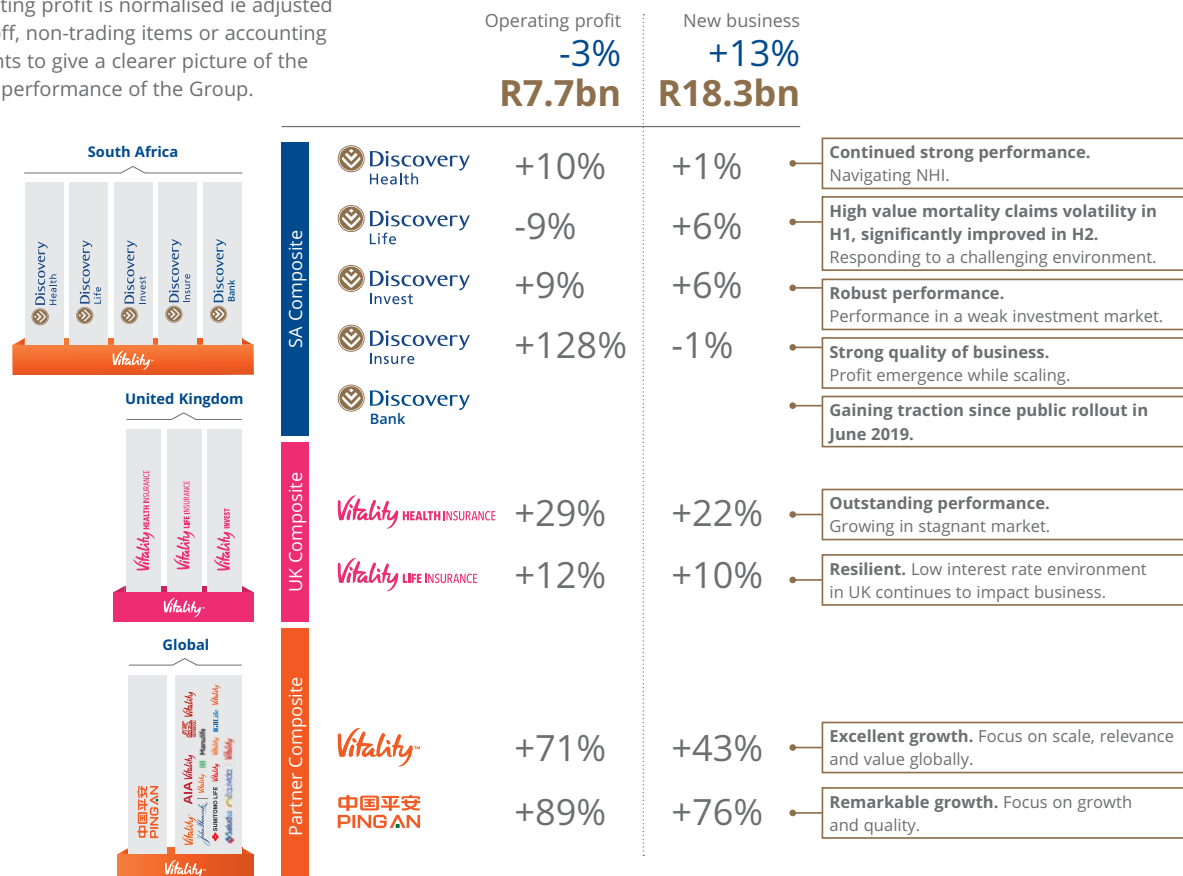 ting profit is normalised ie adjusted
off, non-trading items or accounting
nts to give a clearer picture of the
performance of the Group.
Operating profit
-3%
R7.7bn
New business
+13%
R18.3bn
South Africa
Discovery Health
Discovery Life
Discovery Invest
Discovery Insure
Discovery Bank
Vitality
United Kingdom
Vitality HEALTH INSURANCE
Vitality LIFE INSURANCE
Vitality INVEST
Vitality
Global
中国平安
PING AN
Vitality
AIA Vitality
Vitality
John Hancock
Vitality
Manulife
SUMITOMO LIFE Vitality
Vitality
Vitality
Vitality
Vitality
SA Composite
Discovery
Health
+10%
+1%
Continued strong performance.
Navigating NHI.
Discovery
Life
-9%
+6%
High value mortality claims volatility in
H1, significantly improved in H2.
Responding to a challenging environment.
Discovery
Invest
+9%
+6%
Robust performance.
Performance in a weak investment market.
Discovery
Insure
+128%
-1%
Strong quality of business.
Profit emergence while scaling.
Discovery
Bank
Gaining traction since public rollout in
June 2019.
UK Composite
Vitality HEALTH INSURANCE
+29%
+22%
Outstanding performance.
Growing in stagnant market.
Vitality LIFE INSURANCE
+12%
+10%
Resilient. Low interest rate environment
in UK continues to impact business.
Partner Composite
Vitality™
+71%
+43%
Excellent growth. Focus on scale, relevance
and value globally.
中国平安
PING AN
+89%
+76%
Remarkable growth. Focus on growth
and quality.